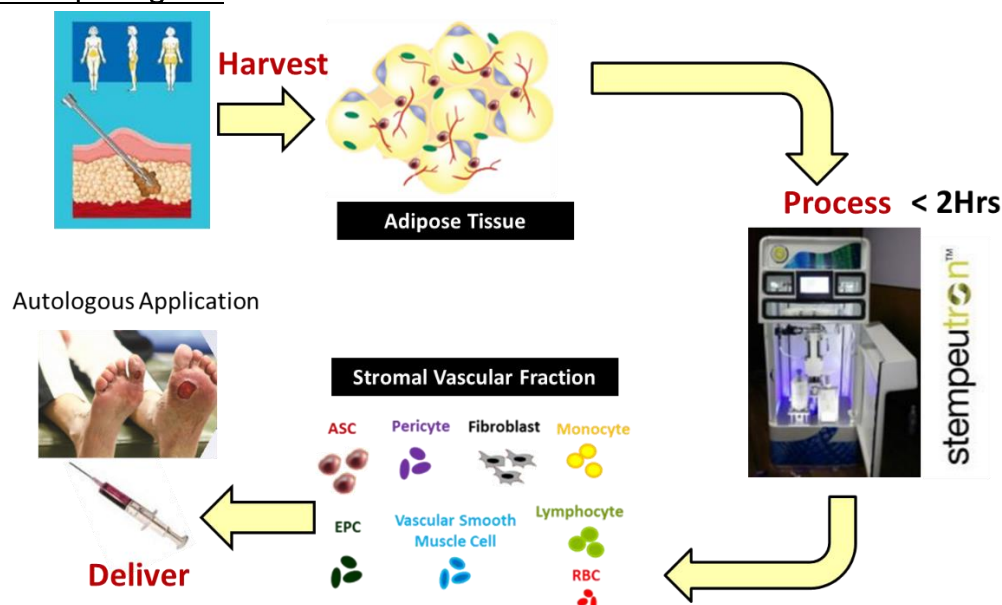 Harvest
Adipose Tissue
Process < 2Hrs
stempeutron™
Autologous Application
Stromal Vascular Fraction
ASC
Pericyte
Fibroblast
Monocyte
EPC
Vascular Smooth
Muscle Cell
Lymphocyte
RBC
Deliver